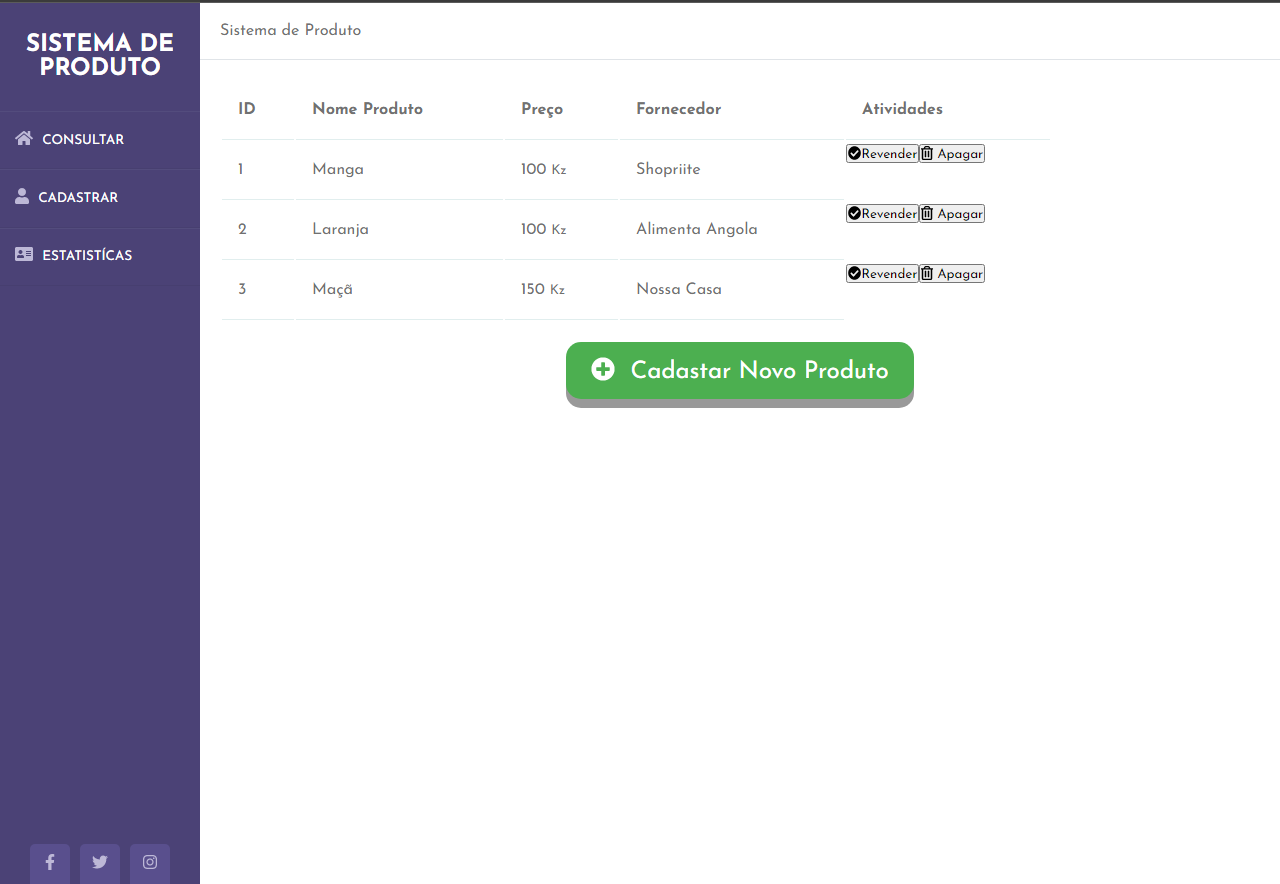 SISTEMA DE
PRODUTO
CONSULTAR
CADASTRAR
ESTATISTÍCAS
Sistema de Produto
ID Nome Produto Preço Fornecedor Atividades
1 Manga 100 Kz Shopriite Revender Apagar
2 Laranja 100 Kz Alimenta Angola Revender Apagar
3 Maçã 150 Kz Nossa Casa Revender Apagar
Cadastar Novo Produto